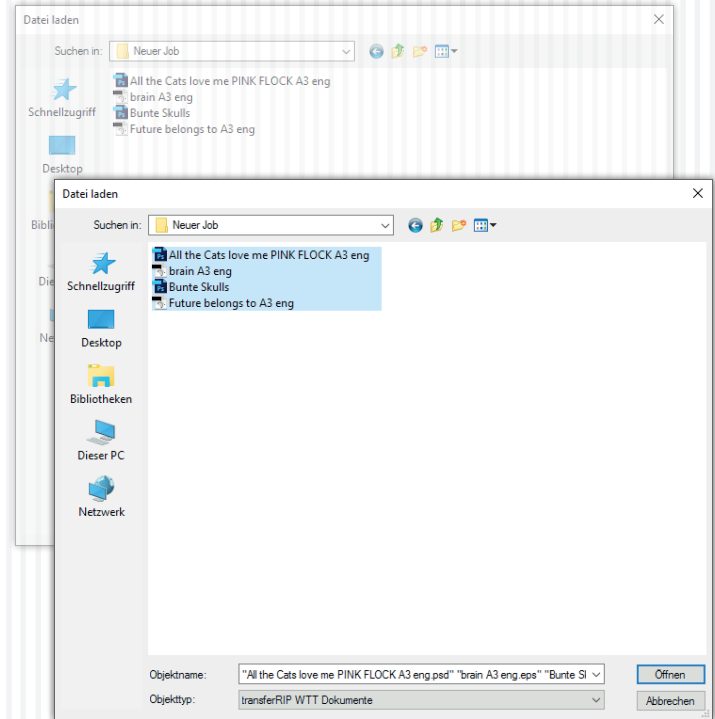 Datei laden
Suchen in: Neuer Job
All the Cats love me PINK FLOCK A3 eng
brain A3 eng
Schnellzugriff
Bunte Skulls
Future belongs to A3 eng
Desktop
Datei laden
Bibli
Suchen in: Neuer Job
All the Cats love me PINK FLOCK A3 eng
brain A3 eng
Die
Schnellzugriff
Bunte Skulls
Future belongs to A3 eng
Ne
Desktop
Bibliotheken
Dieser PC
Netzwerk
Objektname: "All the Cats love me PINK FLOCK A3 eng.psd" "brain A3 eng.eps" "Bunte Sk
Öffnen
Objekttyp: transferRIP WTT Dokumente
Abbrechen